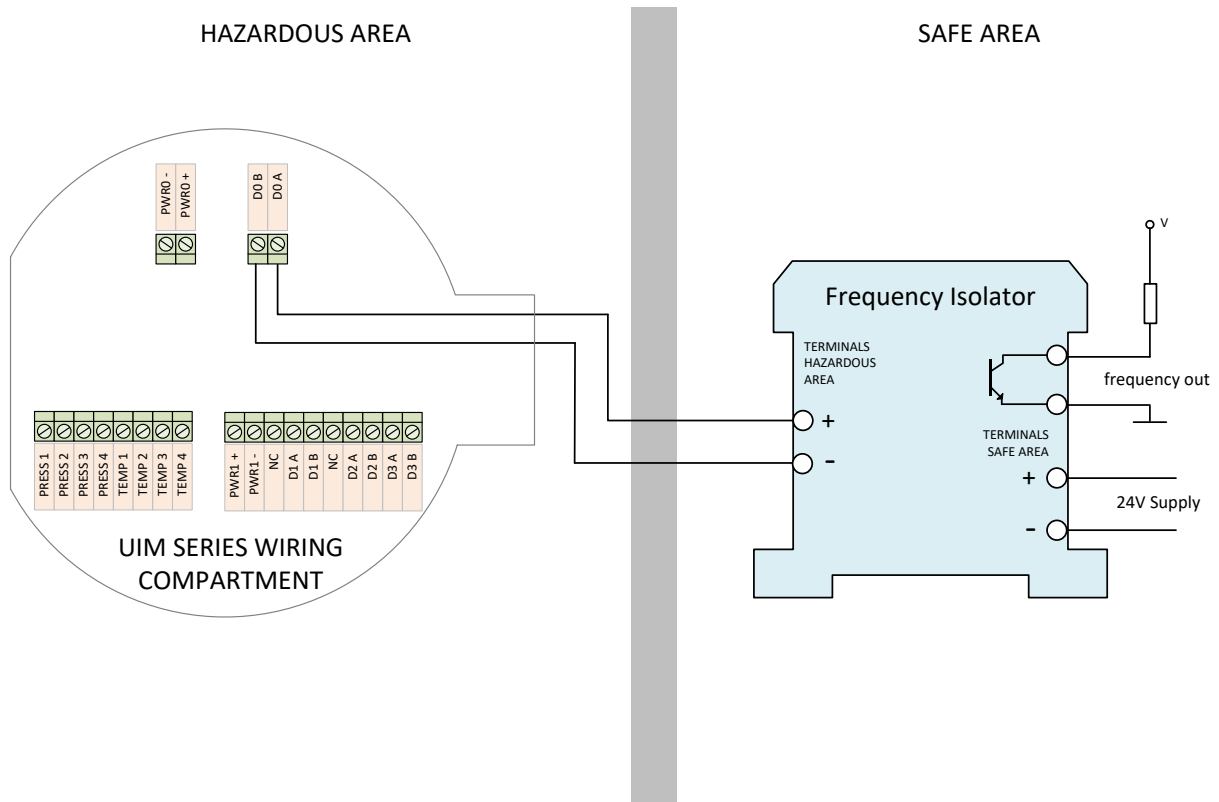 HAZARDOUS AREA
SAFE AREA
PWR0 -
PWR0 +
D0 B
D0 A
V
Frequency Isolator
TERMINALS
HAZARDOUS
AREA
frequency out
+
-
TERMINALS
SAFE AREA
+
24V Supply
-
PRESS 1
PRESS 2
PRESS 3
PRESS 4
TEMP 1
TEMP 2
TEMP 3
TEMP 4
PWR1 +
PWR1 -
NC
D1 A
D1 B
NC
D2 A
D2 B
D3 A
D3 B
UIM SERIES WIRING
COMPARTMENT